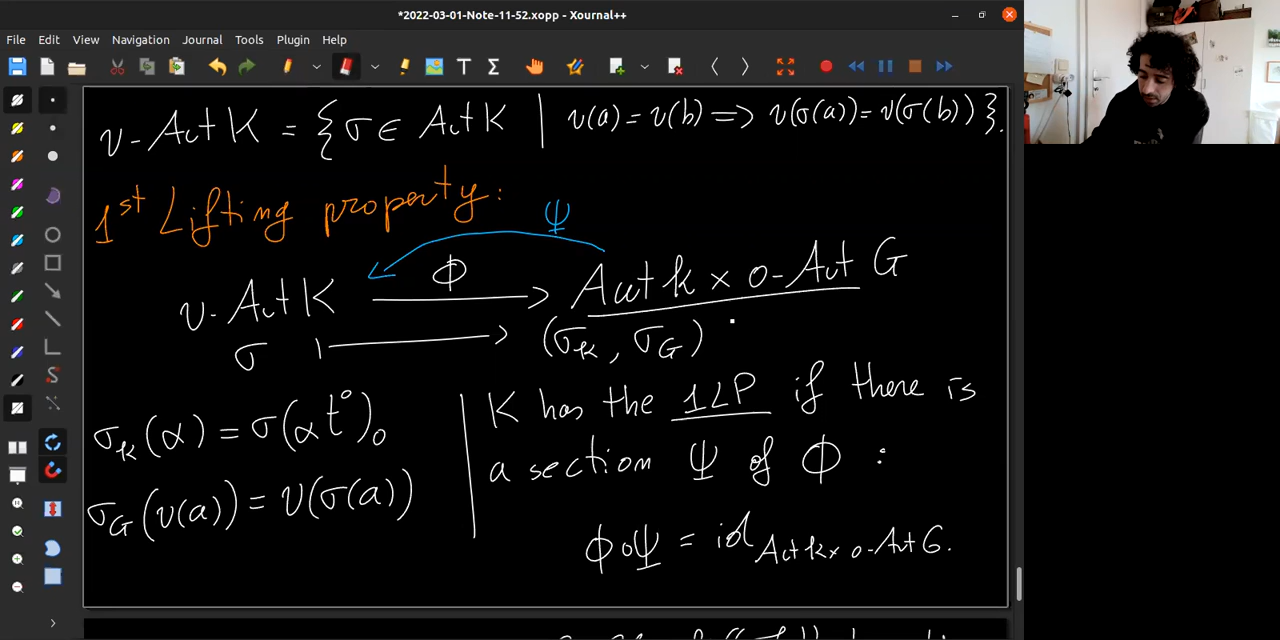 *2022-03-01-Note-11-52.xopp - Xournal++
File Edit View Navigation Journal Tools Plugin Help
v-Aut K = { σ ∈ Aut K | v(a) = v(b) ⟹ v(σ(a)) = v(σ(b)) }.
1st Lifting property:
Ψ
v-Aut K —Φ→ Aut k × o-Aut G
σ ⟼ (σ_k, σ_G)
σ_k(α) = σ(αt⁰)₀
σ_G(v(a)) = v(σ(a))
K has the 1LP if there is
a section Ψ of Φ :
Φ∘Ψ = id_{Aut k × o-Aut G}.